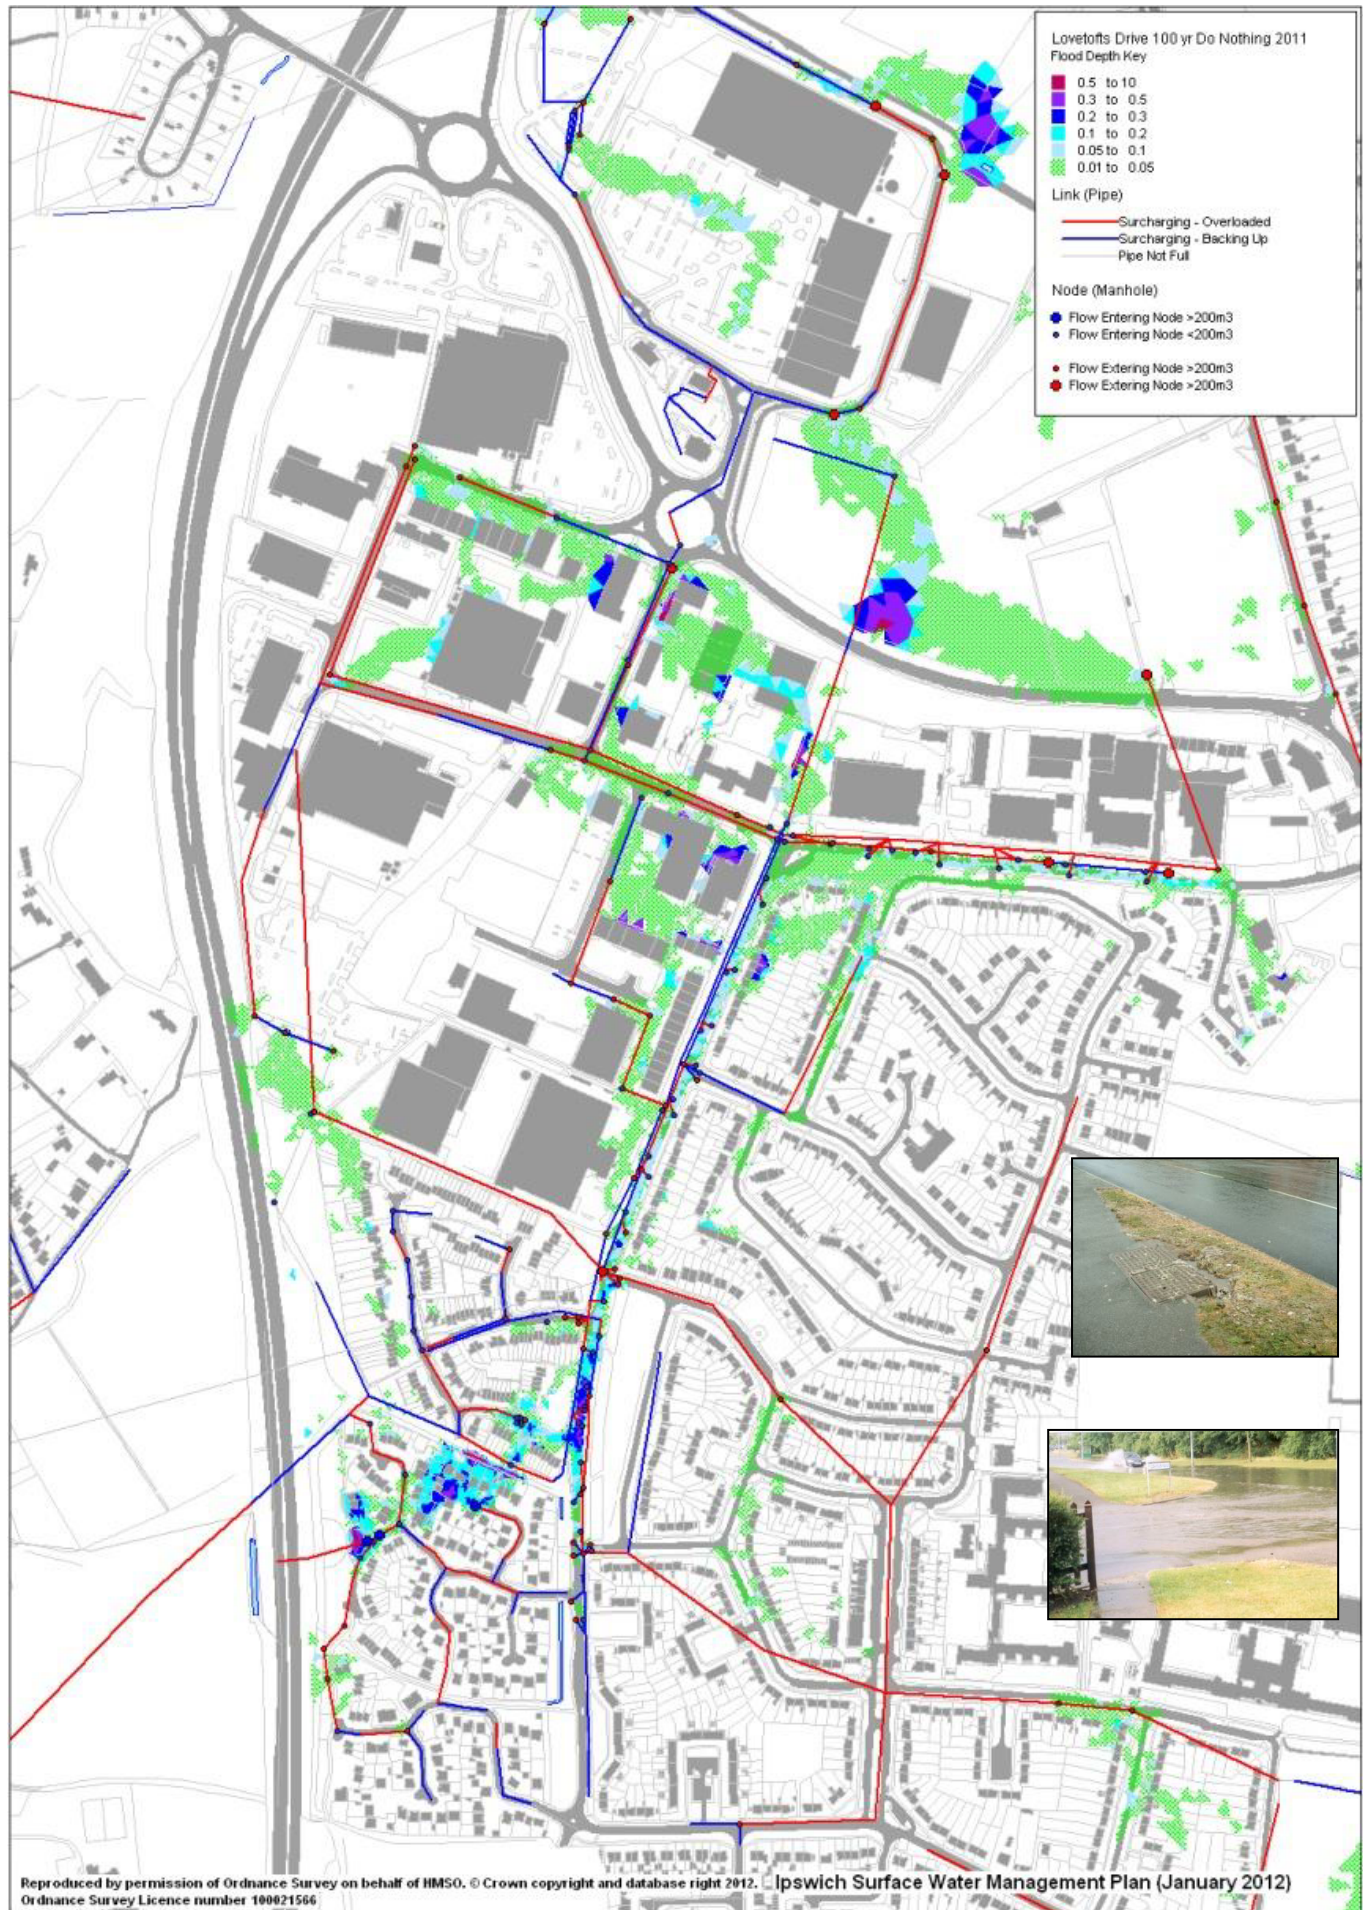 Lovetofts Drive 100 yr Do Nothing 2011
Flood Depth Key
0.5 to 10
0.3 to 0.5
0.2 to 0.3
0.1 to 0.2
0.05 to 0.1
0.01 to 0.05
Link (Pipe)
Surcharging - Overloaded
Surcharging - Backing Up
Pipe Not Full
Node (Manhole)
Flow Entering Node >200m3
Flow Entering Node <200m3
Flow Extering Node >200m3
Flow Extering Node >200m3
Reproduced by permission of Ordnance Survey on behalf of HMSO. © Crown copyright and database right 2012.
Ordnance Survey Licence number 100021566
Ipswich Surface Water Management Plan (January 2012)